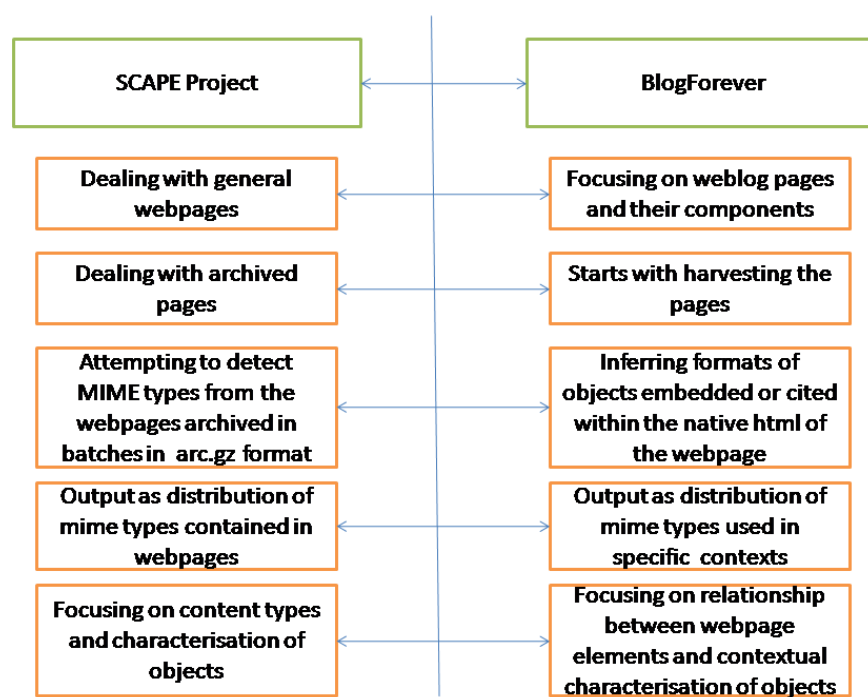 SCAPE Project
BlogForever
Dealing with general
webpages
Focusing on weblog pages
and their components
Dealing with archived
pages
Starts with harvesting the
pages
Attempting to detect
MIME types from the
webpages archived in
batches in arc.gz format
Inferring formats of
objects embedded or cited
within the native html of
the webpage
Output as distribution of
mime types contained in
webpages
Output as distribution of
mime types used in
specific contexts
Focusing on content types
and characterisation of
objects
Focusing on relationship
between webpage
elements and contextual
characterisation of objects